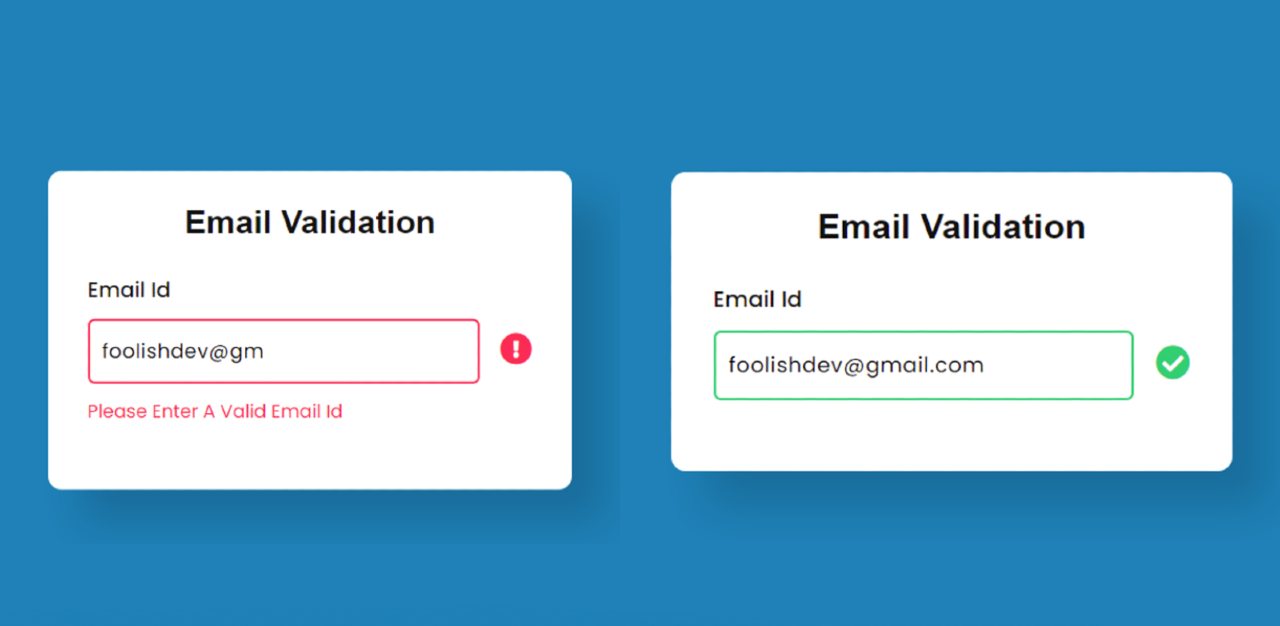 Email Validation
Email Id
foolishdev@gm
Please Enter A Valid Email Id
Email Validation
Email Id
foolishdev@gmail.com